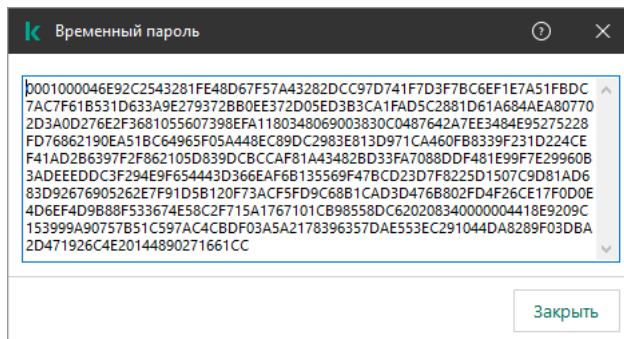 Временный пароль
0001000046E92C2543281FE48D67F57A43282DCC97D741F7D3F7BC6EF1E7A51FBDC
7AC7F61B531D633A9E279372BB0EE372D05ED3B3CA1FAD5C2881D61A684AEA80770
2D3A0D276E2F3681055607398EFA1180348069003830C0487642A7EE3484E95275228
FD76862190EA51BC64965F05A448EC89DC2983E813D971CA460FB8339F231D224CE
F41AD2B6397F2F862105D839DCBCCAF81A43482BD33FA7088DDF481E99F7E29960B
3ADEEEDDC3F294E9F654443D366EAF6B135569F47BCD23D7F8225D1507C9D81AD6
83D92676905262E7F91D5B120F73ACF5FD9C68B1CAD3D476B802FD4F26CE17F0D0E
4D6EF4D9B88F533674E58C2F715A1767101CB98558DC620208340000004418E9209C
153999A90757B51C597AC4CBDF03A5A2178396357DAE553EC291044DA8289F03DBA
2D471926C4E20144890271661CC
Закрыть